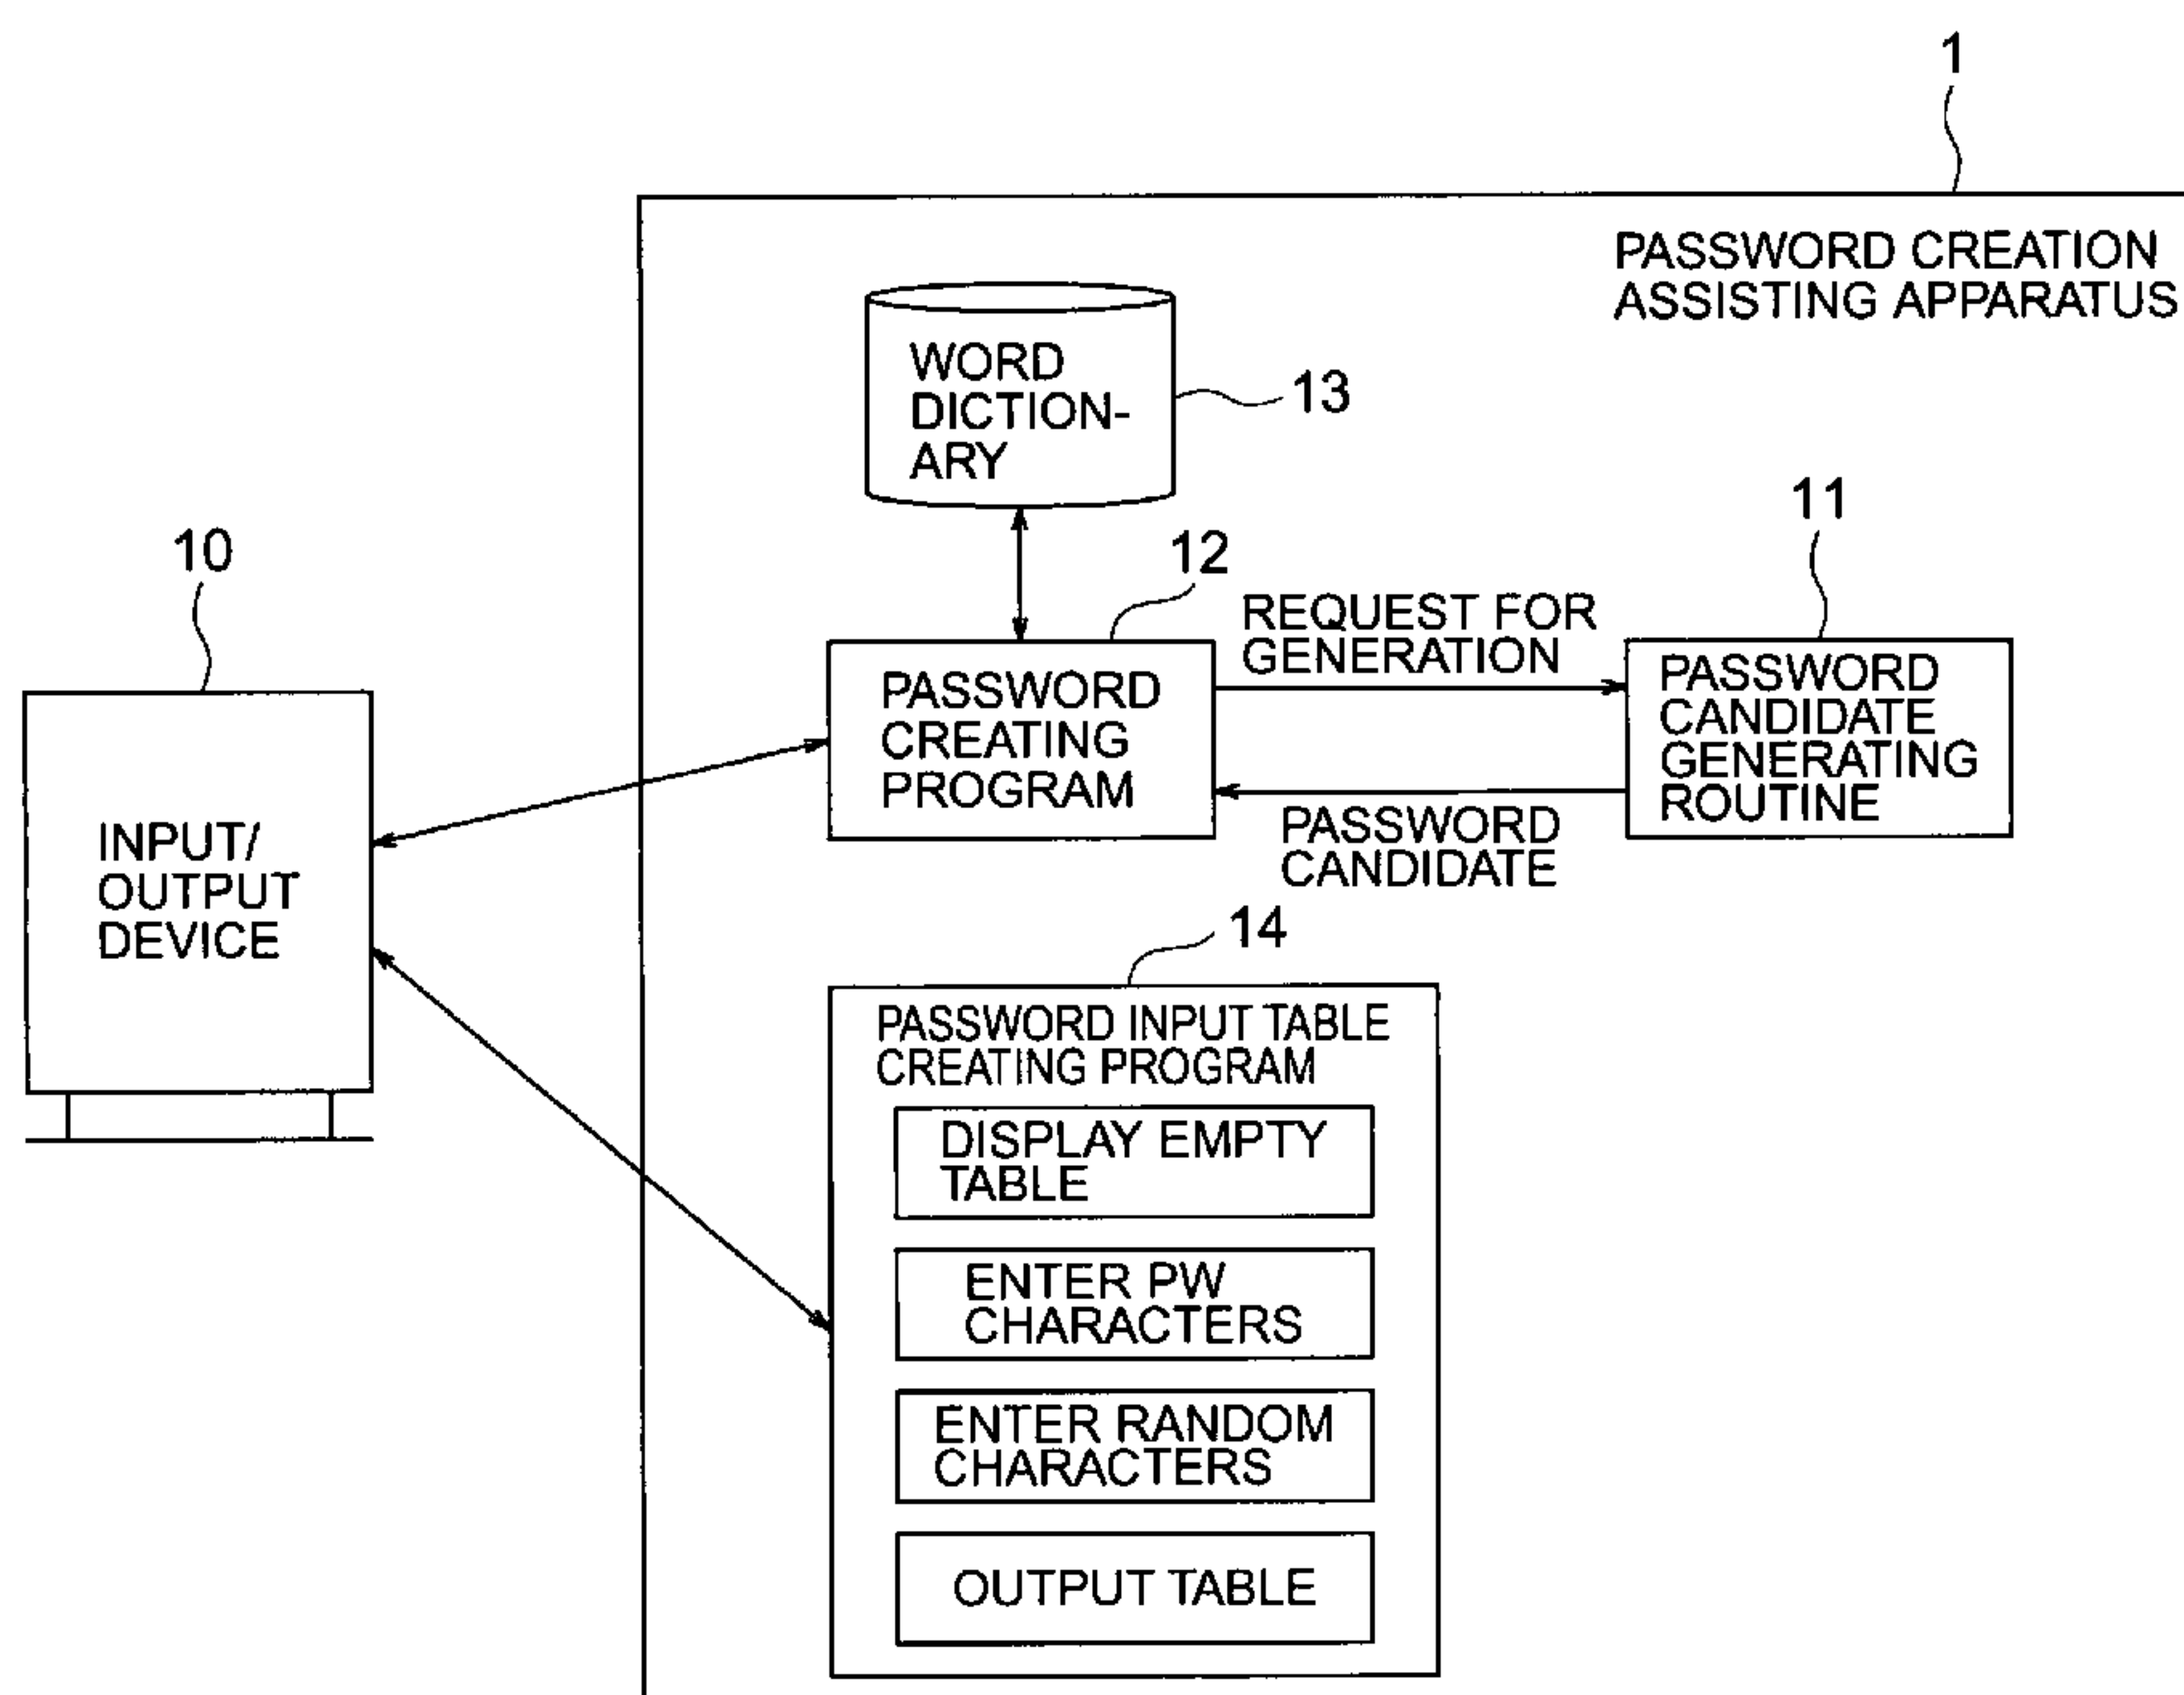 1
PASSWORD CREATION
ASSISTING APPARATUS
WORD
DICTION-
ARY
13
11
10
12
REQUEST FOR
GENERATION
PASSWORD
CREATING
PROGRAM
PASSWORD
CANDIDATE
GENERATING
ROUTINE
PASSWORD
CANDIDATE
INPUT/
OUTPUT
DEVICE
14
PASSWORD INPUT TABLE
CREATING PROGRAM
DISPLAY EMPTY
TABLE
ENTER PW
CHARACTERS
ENTER RANDOM
CHARACTERS
OUTPUT TABLE